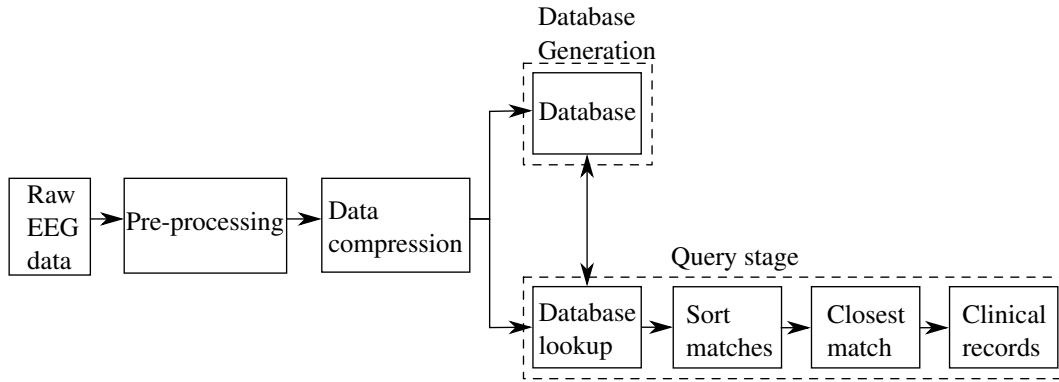 Database
Generation
Database
Raw
EEG
data
Pre-processing
Data
compression
Query stage
Database
lookup
Sort
matches
Closest
match
Clinical
records